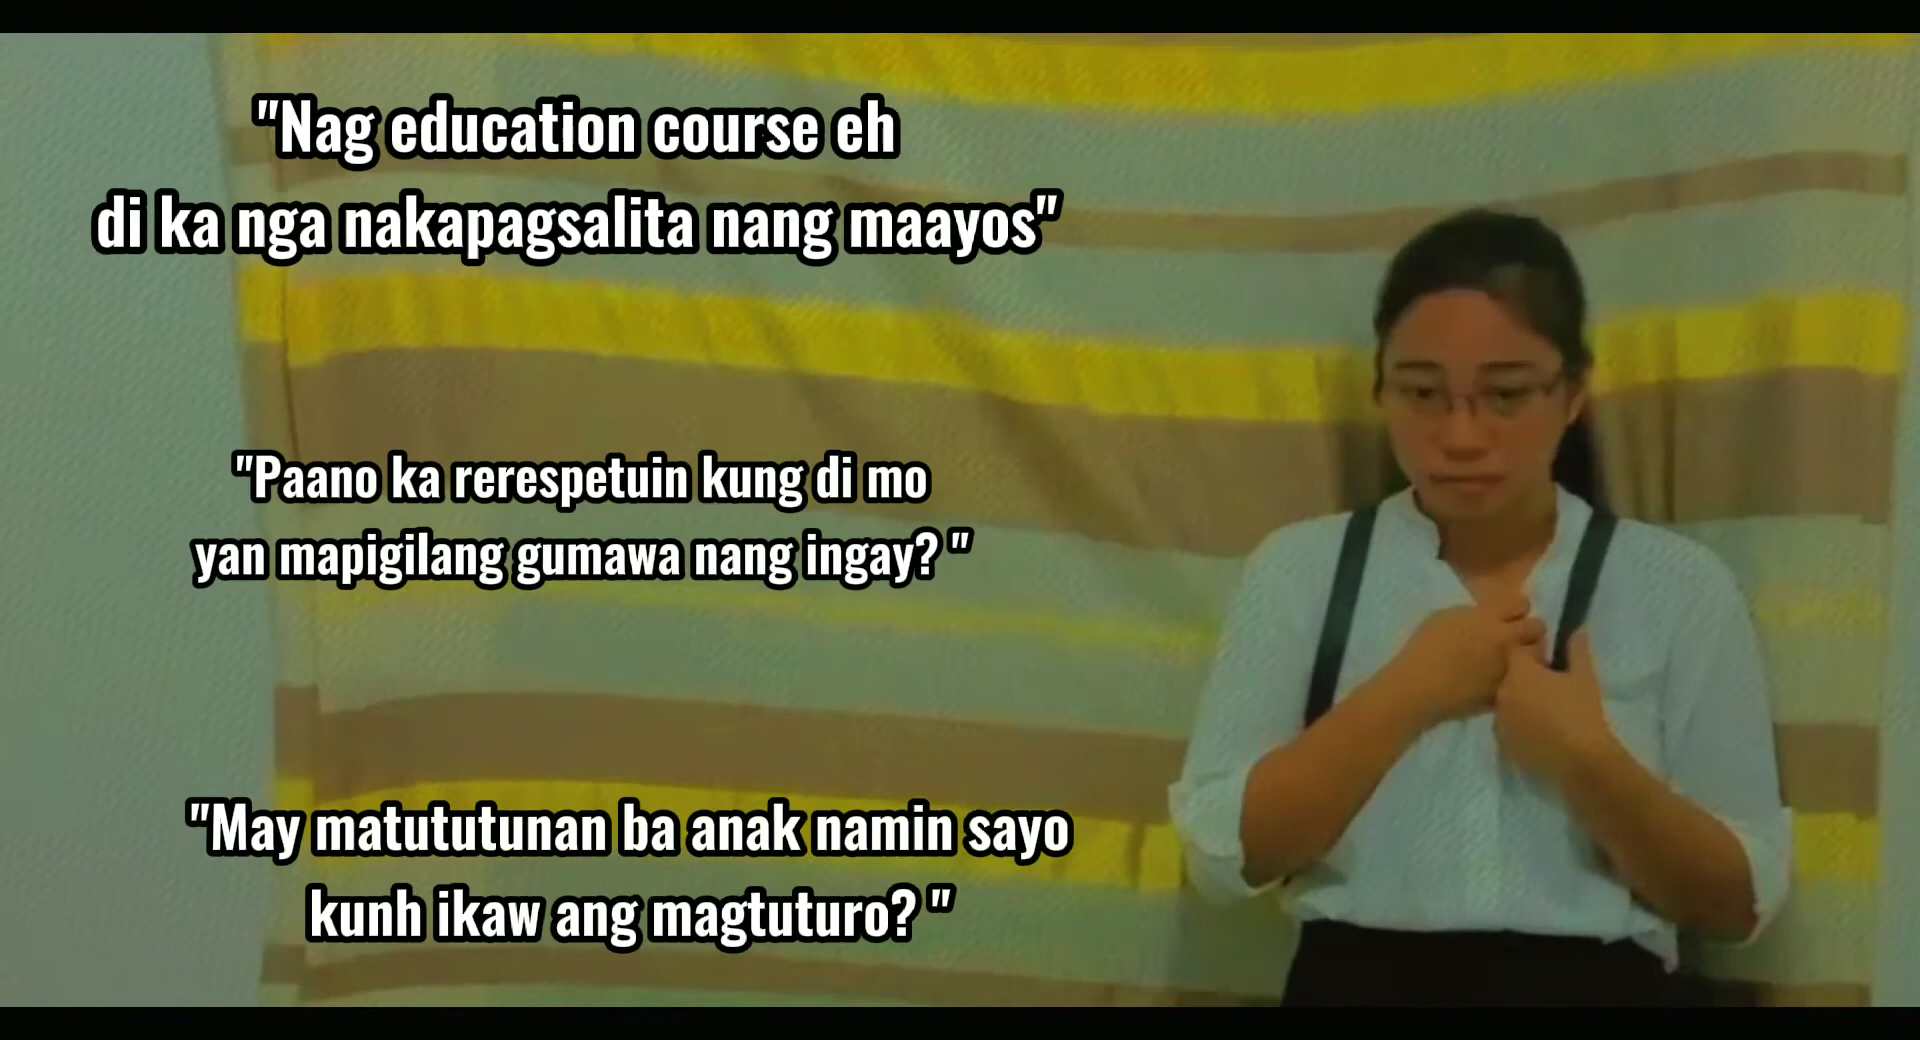 "Nag education course eh
di ka nga nakapagsalita nang maayos"
"Paano ka rerespetuin kung di mo
yan mapigilang gumawa nang ingay? "
"May matututunan ba anak namin sayo
kunh ikaw ang magtuturo? "